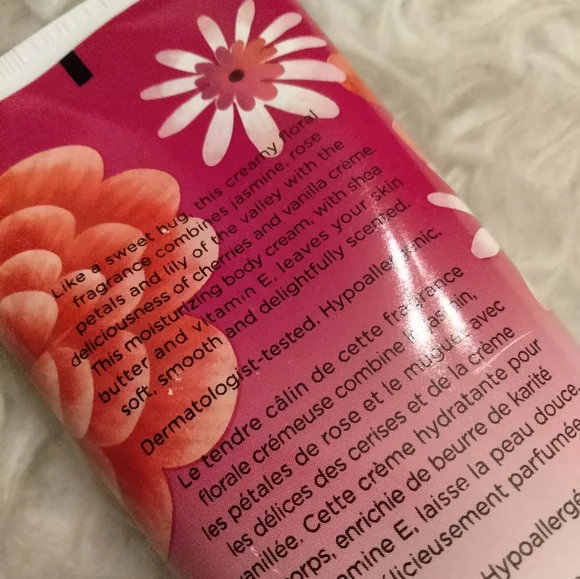 Like a sweet hug, this creamy floral
fragrance combines jasmine, rose
petals and lily of the valley with the
deliciousness of cherries and vanilla crème.
This moisturizing body cream, with shea
butter and vitamin E, leaves your skin
soft, smooth and delightfully scented.
Dermatologist-tested. Hypoallergenic.
Le tendre câlin de cette fragrance
florale crémeuse combine le jasmin,
les pétales de rose et le muguet avec
les délices des cerises et de la crème
vanillée. Cette crème hydratante pour
corps, enrichie de beurre de karité
vitamine E, laisse la peau douce,
délicieusement parfumée
Hypoallergé